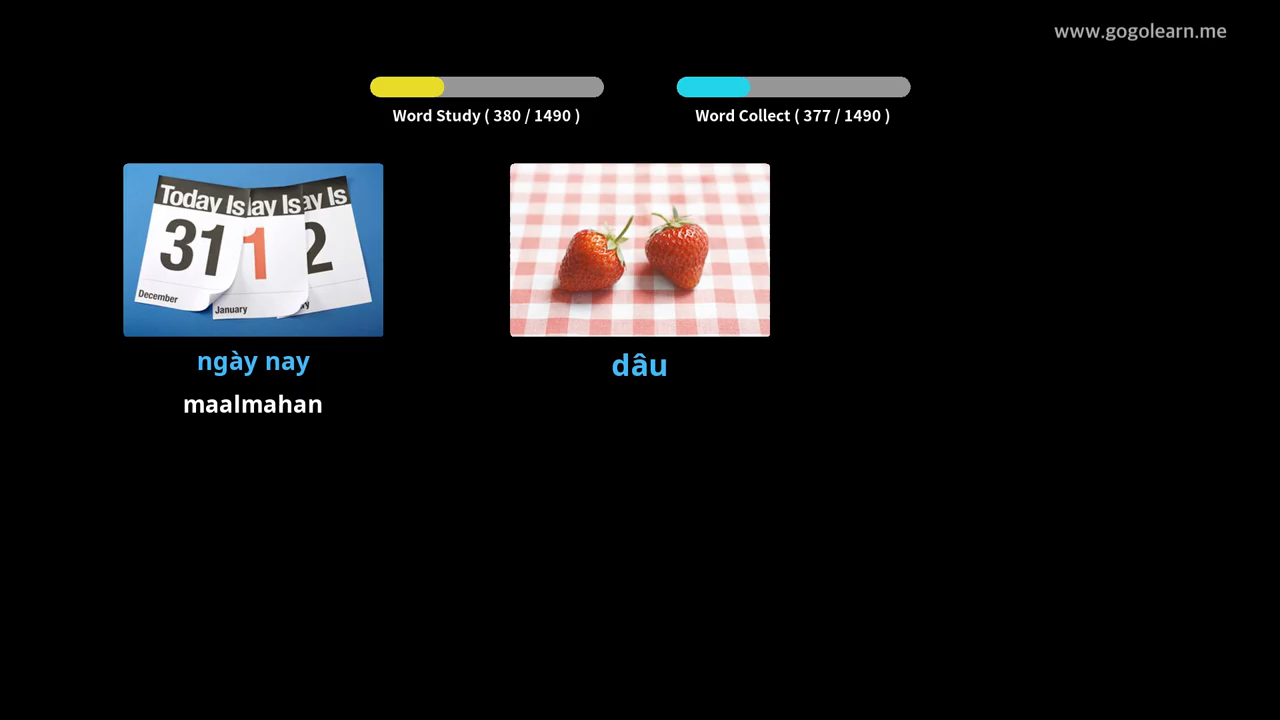 www.gogolearn.me
Word Study ( 380 / 1490 )
Word Collect ( 377 / 1490 )
Today Is
ay Is
ay Is
31
1
2
December
January
ry
ngày nay
dâu
maalmahan